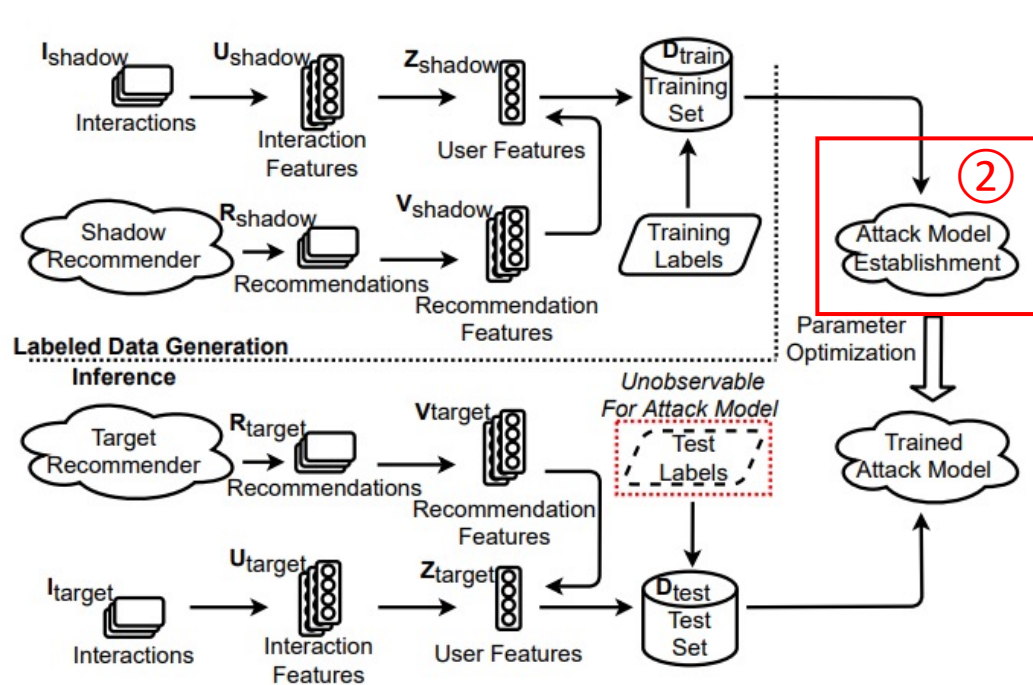 Ishadow
Interactions
Ushadow
Interaction
Features
Zshadow
User Features
Dtrain
Training
Set
②
Shadow
Recommender
Rshadow
Recommendations
Vshadow
Recommendation
Features
Training
Labels
Attack Model
Establishment
Parameter
Optimization
Labeled Data Generation
Inference
Target
Recommender
Rtarget
Recommendations
Vtarget
Recommendation
Features
Unobservable
For Attack Model
Test
Labels
Trained
Attack Model
Itarget
Interactions
Utarget
Interaction
Features
Ztarget
User Features
Dtest
Test
Set